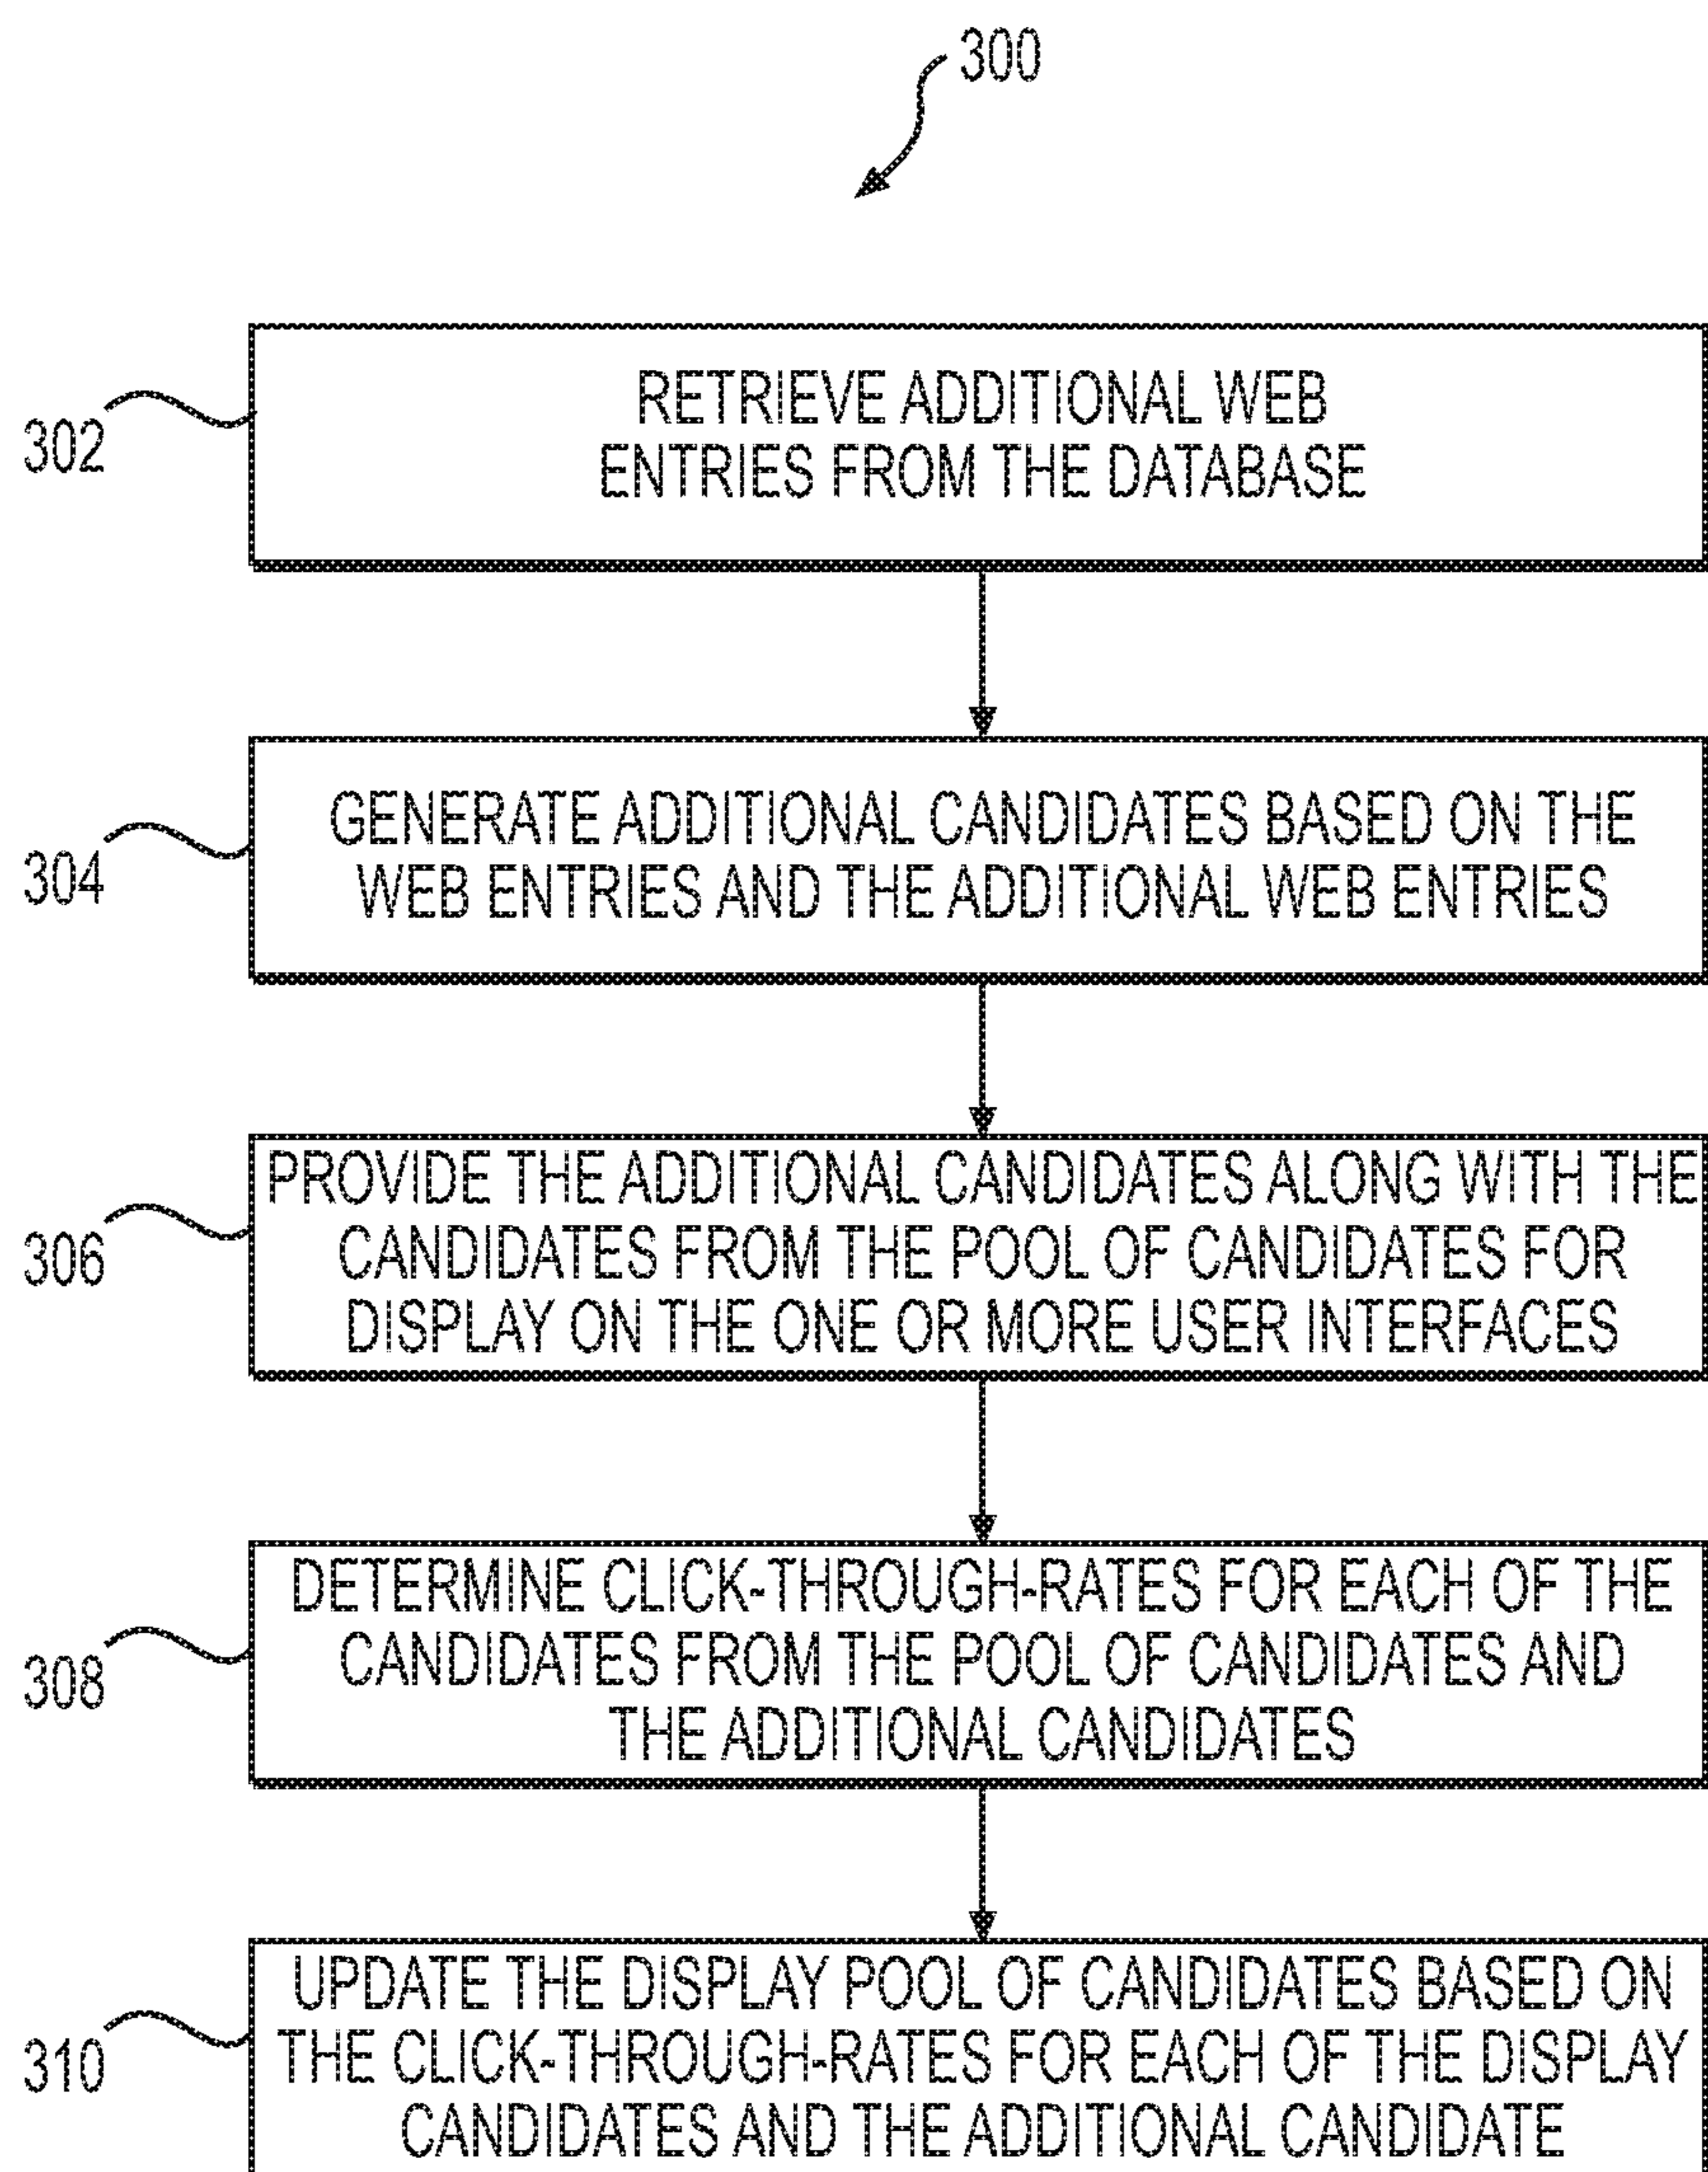 300
302
RETRIEVE ADDITIONAL WEB
ENTRIES FROM THE DATABASE
304
GENERATE ADDITIONAL CANDIDATES BASED ON THE
WEB ENTRIES AND THE ADDITIONAL WEB ENTRIES
306
PROVIDE THE ADDITIONAL CANDIDATES ALONG WITH THE
CANDIDATES FROM THE POOL OF CANDIDATES FOR
DISPLAY ON THE ONE OR MORE USER INTERFACES
308
DETERMINE CLICK-THROUGH-RATES FOR EACH OF THE
CANDIDATES FROM THE POOL OF CANDIDATES AND
THE ADDITIONAL CANDIDATES
310
UPDATE THE DISPLAY POOL OF CANDIDATES BASED ON
THE CLICK-THROUGH-RATES FOR EACH OF THE DISPLAY
CANDIDATES AND THE ADDITIONAL CANDIDATE